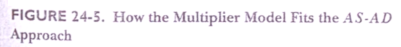 FIGURE 24-5. How the Multiplier Model Fits the AS-AD
Approach